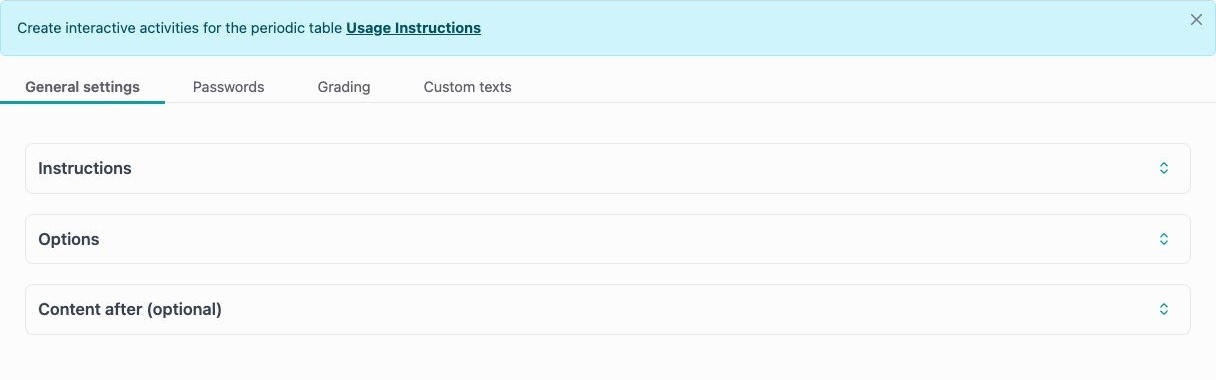 Create interactive activities for the periodic table Usage Instructions
General settings Passwords Grading Custom texts
Instructions
Options
Content after (optional)